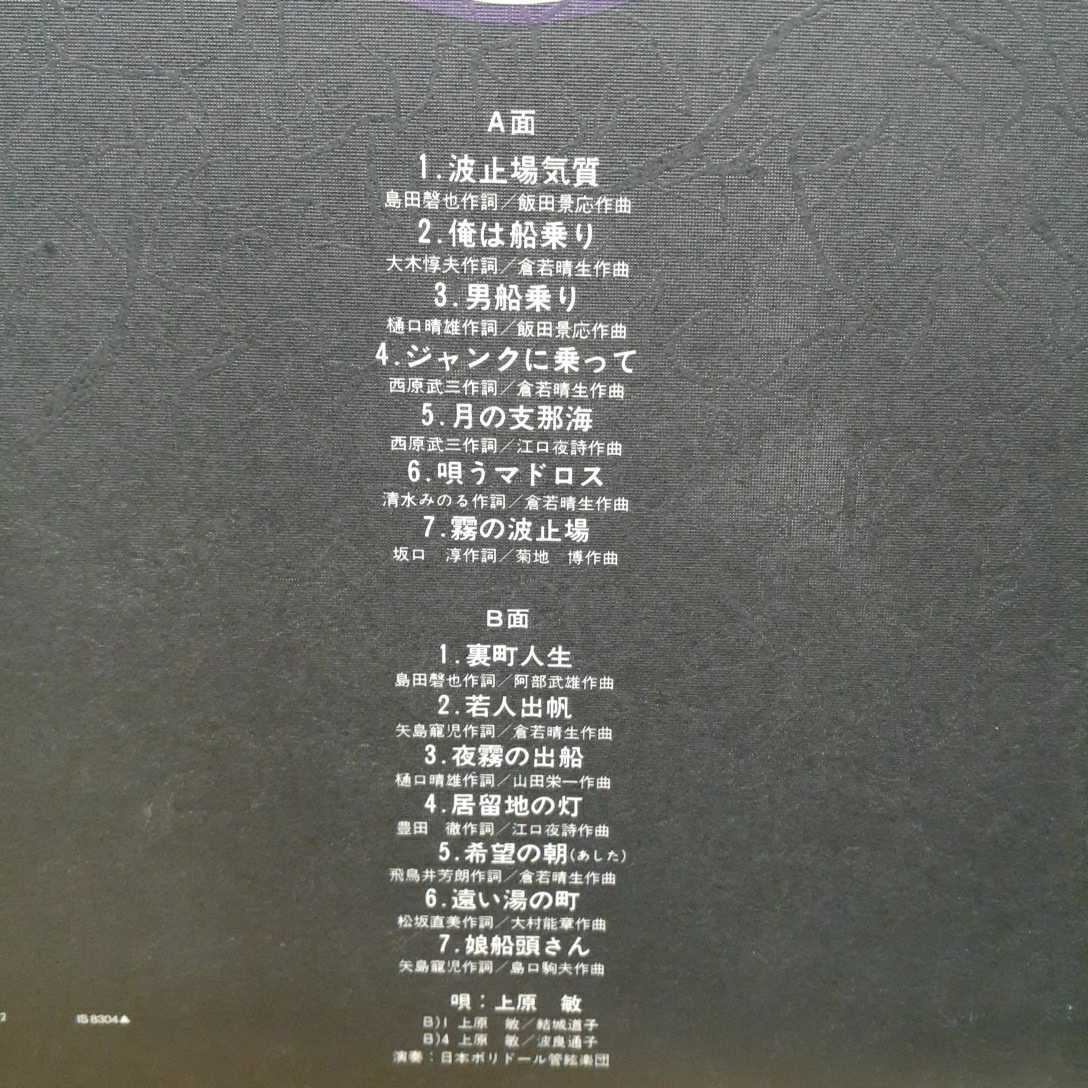 A面
1.波止場気質
島田磬也作詞／飯田景応作曲
2.俺は船乗り
大木惇夫作詞／倉若晴生作曲
3.男船乗り
樋口晴雄作詞／飯田景応作曲
4.ジャンクに乗って
西原武三作詞／倉若晴生作曲
5.月の支那海
西原武三作詞／江口夜詩作曲
6.唄うマドロス
清水みのる作詞／倉若晴生作曲
7.霧の波止場
坂口　淳作詞／菊地　博作曲
B面
1.裏町人生
島田磬也作詞／阿部武雄作曲
2.若人出帆
矢島寵児作詞／倉若晴生作曲
3.夜霧の出船
樋口晴雄作詞／山田栄一作曲
4.居留地の灯
豊田　徹作詞／江口夜詩作曲
5.希望の朝(あした)
飛鳥井芳朗作詞／倉若晴生作曲
6.遠い湯の町
松坂直美作詞／大村能章作曲
7.娘船頭さん
矢島寵児作詞／島口駒夫作曲
唄：上原　敏
B)1 上原　敏／結城道子
B)4 上原　敏／波良通子
演奏：日本ポリドール管絃楽団
2
IS 8304▲